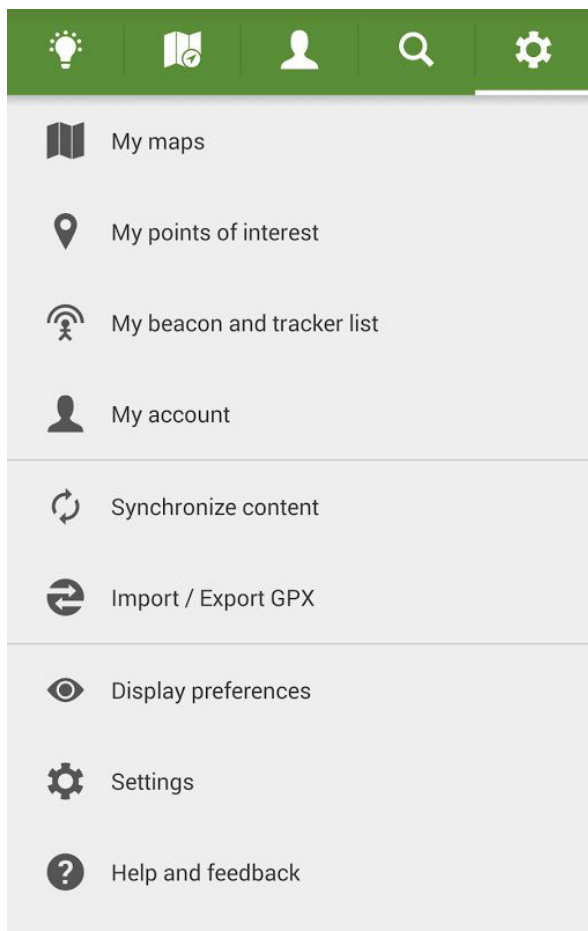 My maps
My points of interest
My beacon and tracker list
My account
Synchronize content
Import / Export GPX
Display preferences
Settings
Help and feedback